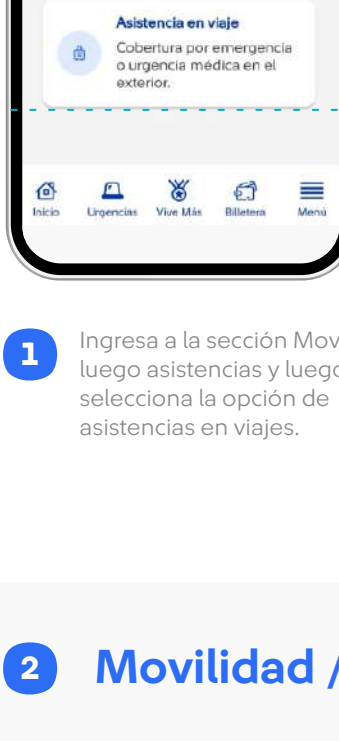 Asistencia en viaje
Cobertura por emergencia
o urgencia médica en el
exterior.
Inicio Urgencias Vive Más Billetera Menú
1 Ingresa a la sección Mov
luego asistencias y luego
selecciona la opción de
asistencias en viajes.
2 Movilidad /